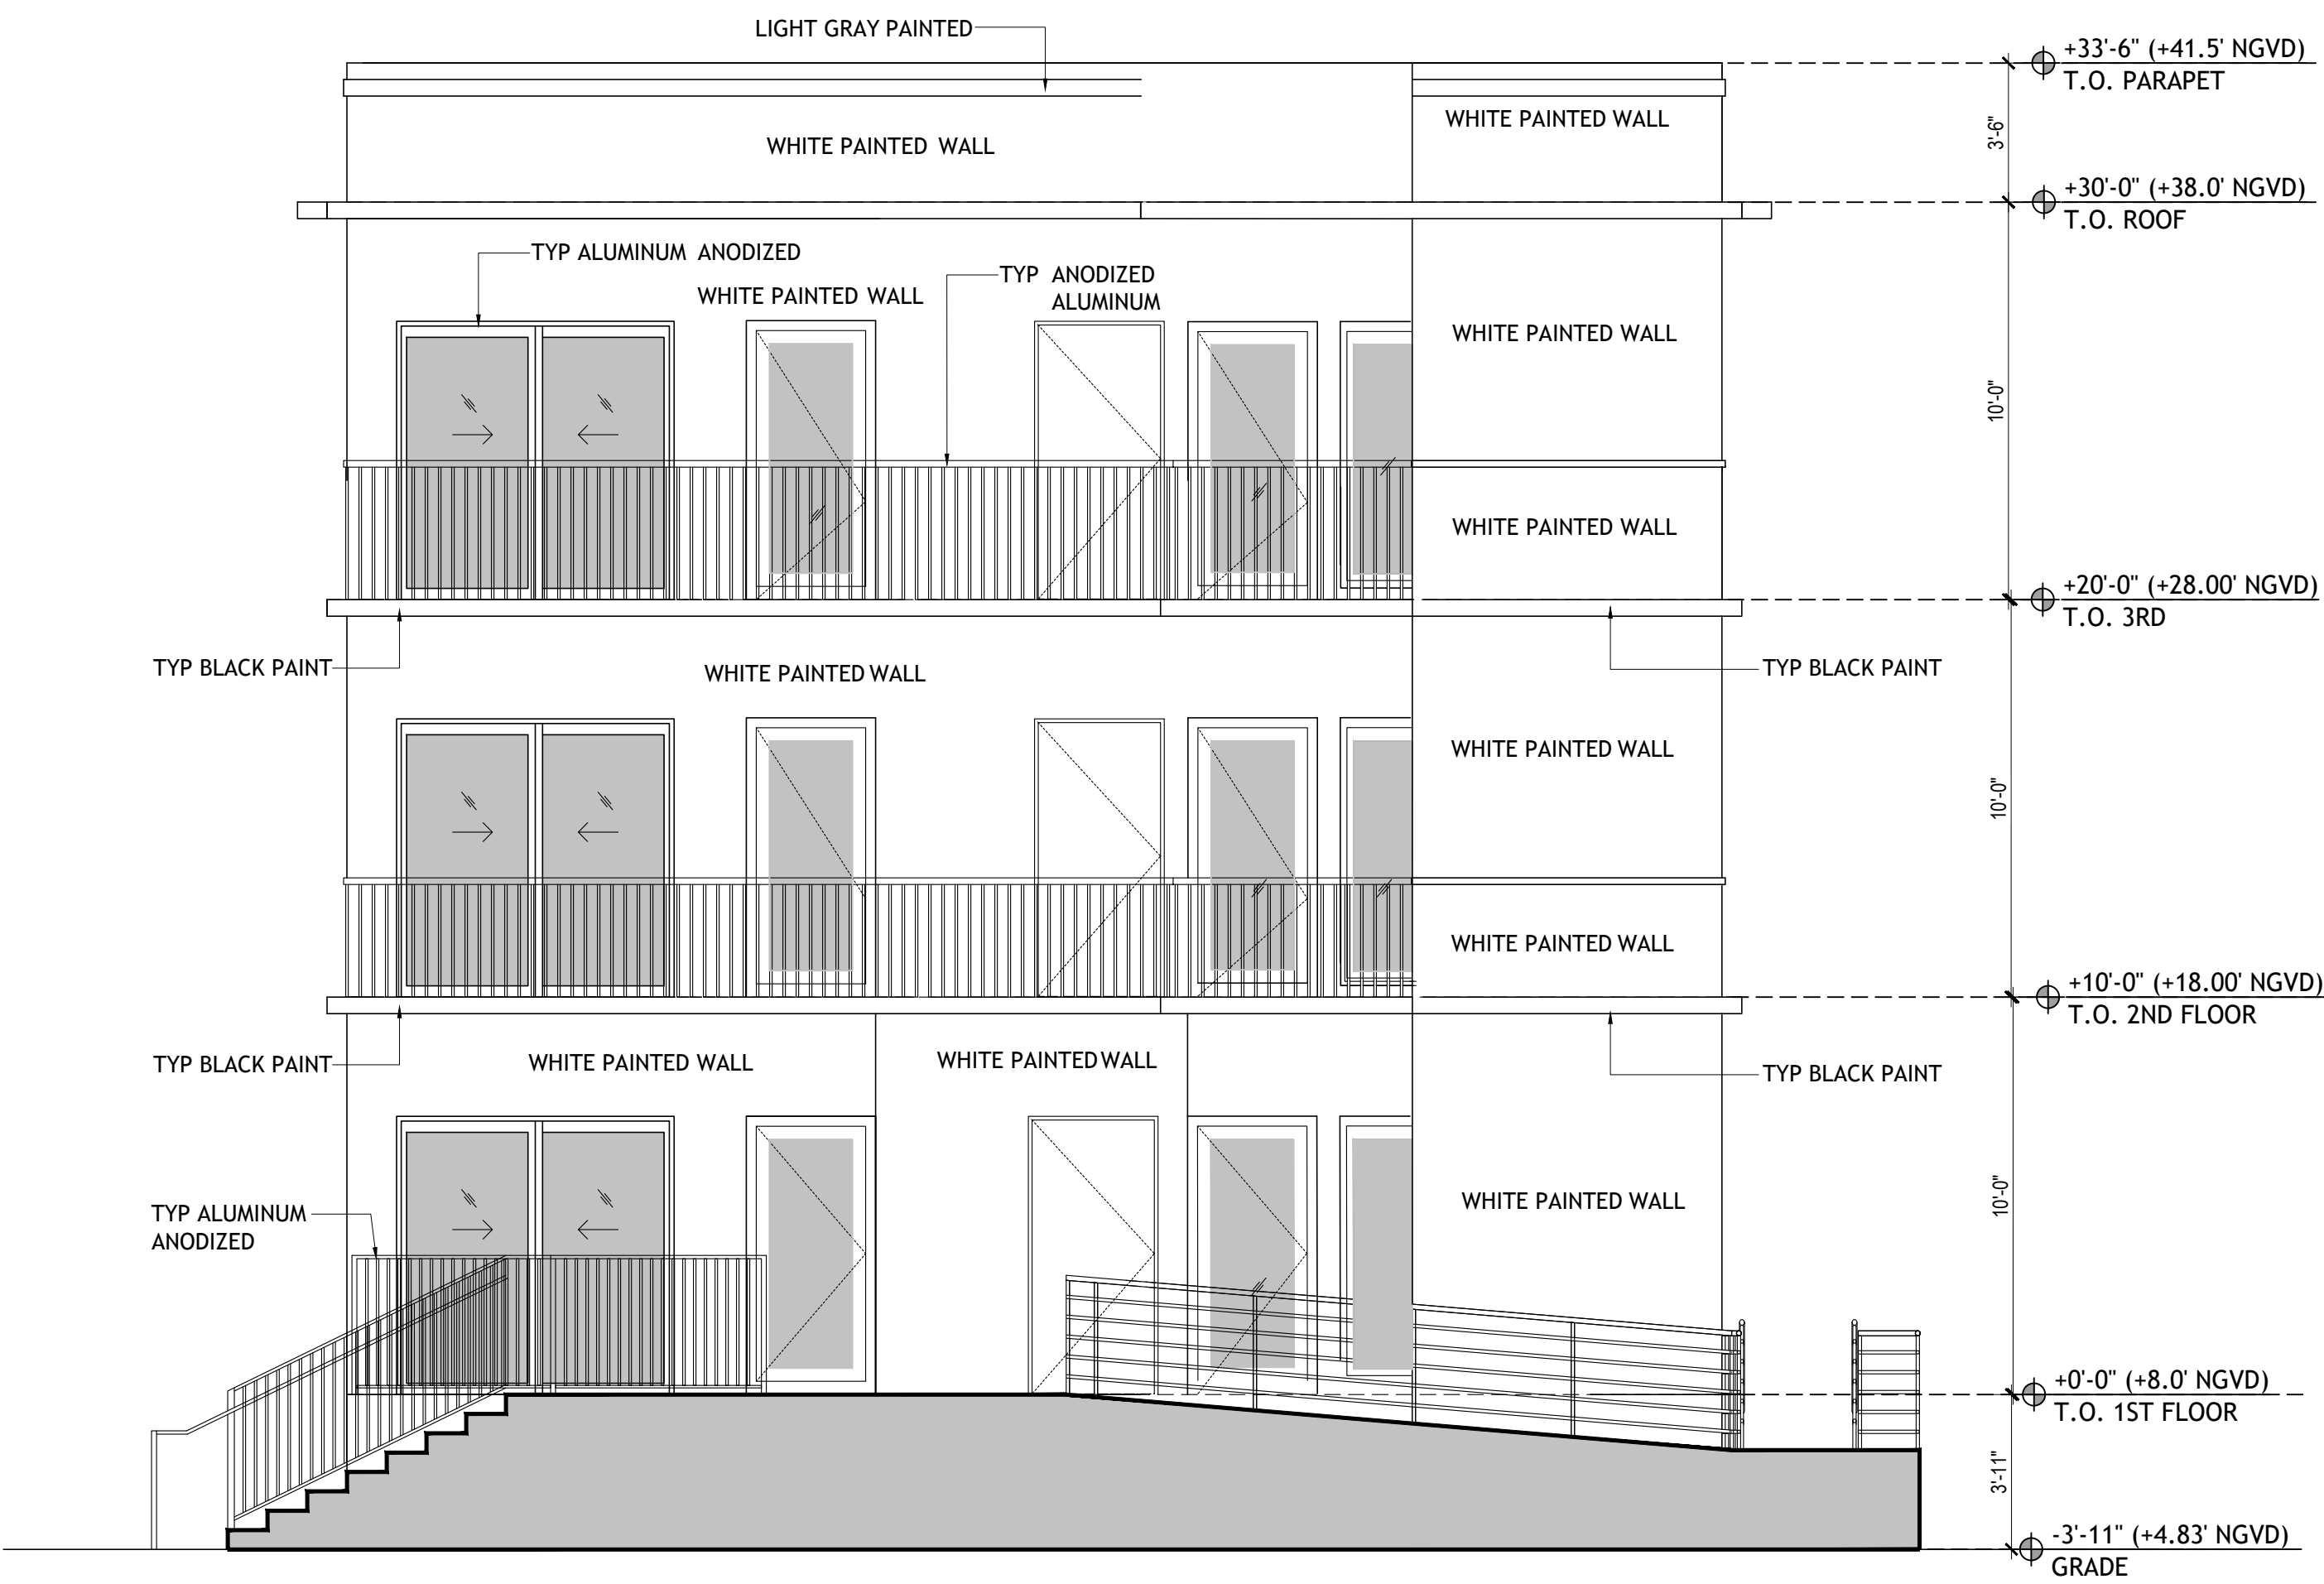 LIGHT GRAY PAINTED
+33'-6" (+41.5' NGVD)
T.O. PARAPET
WHITE PAINTED WALL
WHITE PAINTED WALL
3'-6"
+30'-0" (+38.0' NGVD)
T.O. ROOF
TYP ALUMINUM ANODIZED
TYP ANODIZED
ALUMINUM
WHITE PAINTED WALL
WHITE PAINTED WALL
10'-0"
WHITE PAINTED WALL
+20'-0" (+28.00' NGVD)
T.O. 3RD
TYP BLACK PAINT
WHITE PAINTED WALL
TYP BLACK PAINT
WHITE PAINTED WALL
10'-0"
WHITE PAINTED WALL
+10'-0" (+18.00' NGVD)
T.O. 2ND FLOOR
TYP BLACK PAINT
WHITE PAINTED WALL
WHITE PAINTED WALL
TYP BLACK PAINT
WHITE PAINTED WALL
10'-0"
TYP ALUMINUM
ANODIZED
+0'-0" (+8.0' NGVD)
T.O. 1ST FLOOR
3'-11"
-3'-11" (+4.83' NGVD)
GRADE